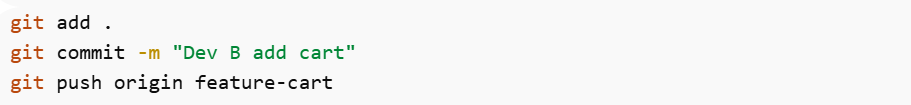 git add .
git commit -m "Dev B add cart"
git push origin feature-cart